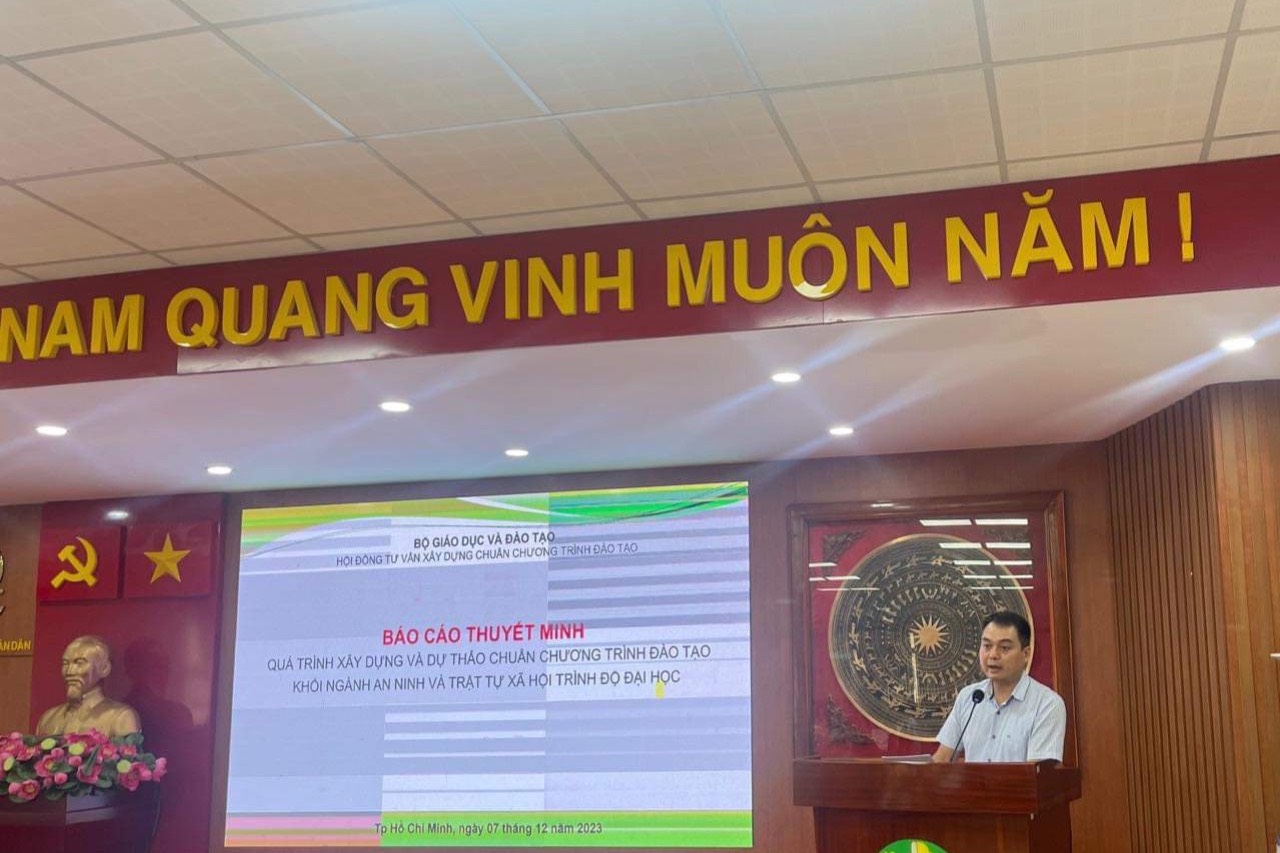 NAM QUANG VINH MUÔN NĂM !
BỘ GIÁO DỤC VÀ ĐÀO TẠO
HỘI ĐỒNG TƯ VẤN XÂY DỰNG CHUẨN CHƯƠNG TRÌNH ĐÀO TẠO
BÁO CÁO THUYẾT MINH
QUÁ TRÌNH XÂY DỰNG VÀ DỰ THẢO CHUẨN CHƯƠNG TRÌNH ĐÀO TẠO
KHỐI NGÀNH AN NINH VÀ TRẬT TỰ XÃ HỘI TRÌNH ĐỘ ĐẠI HỌC
Tp Hồ Chí Minh, ngày 07 tháng 12 năm 2023
DÂN